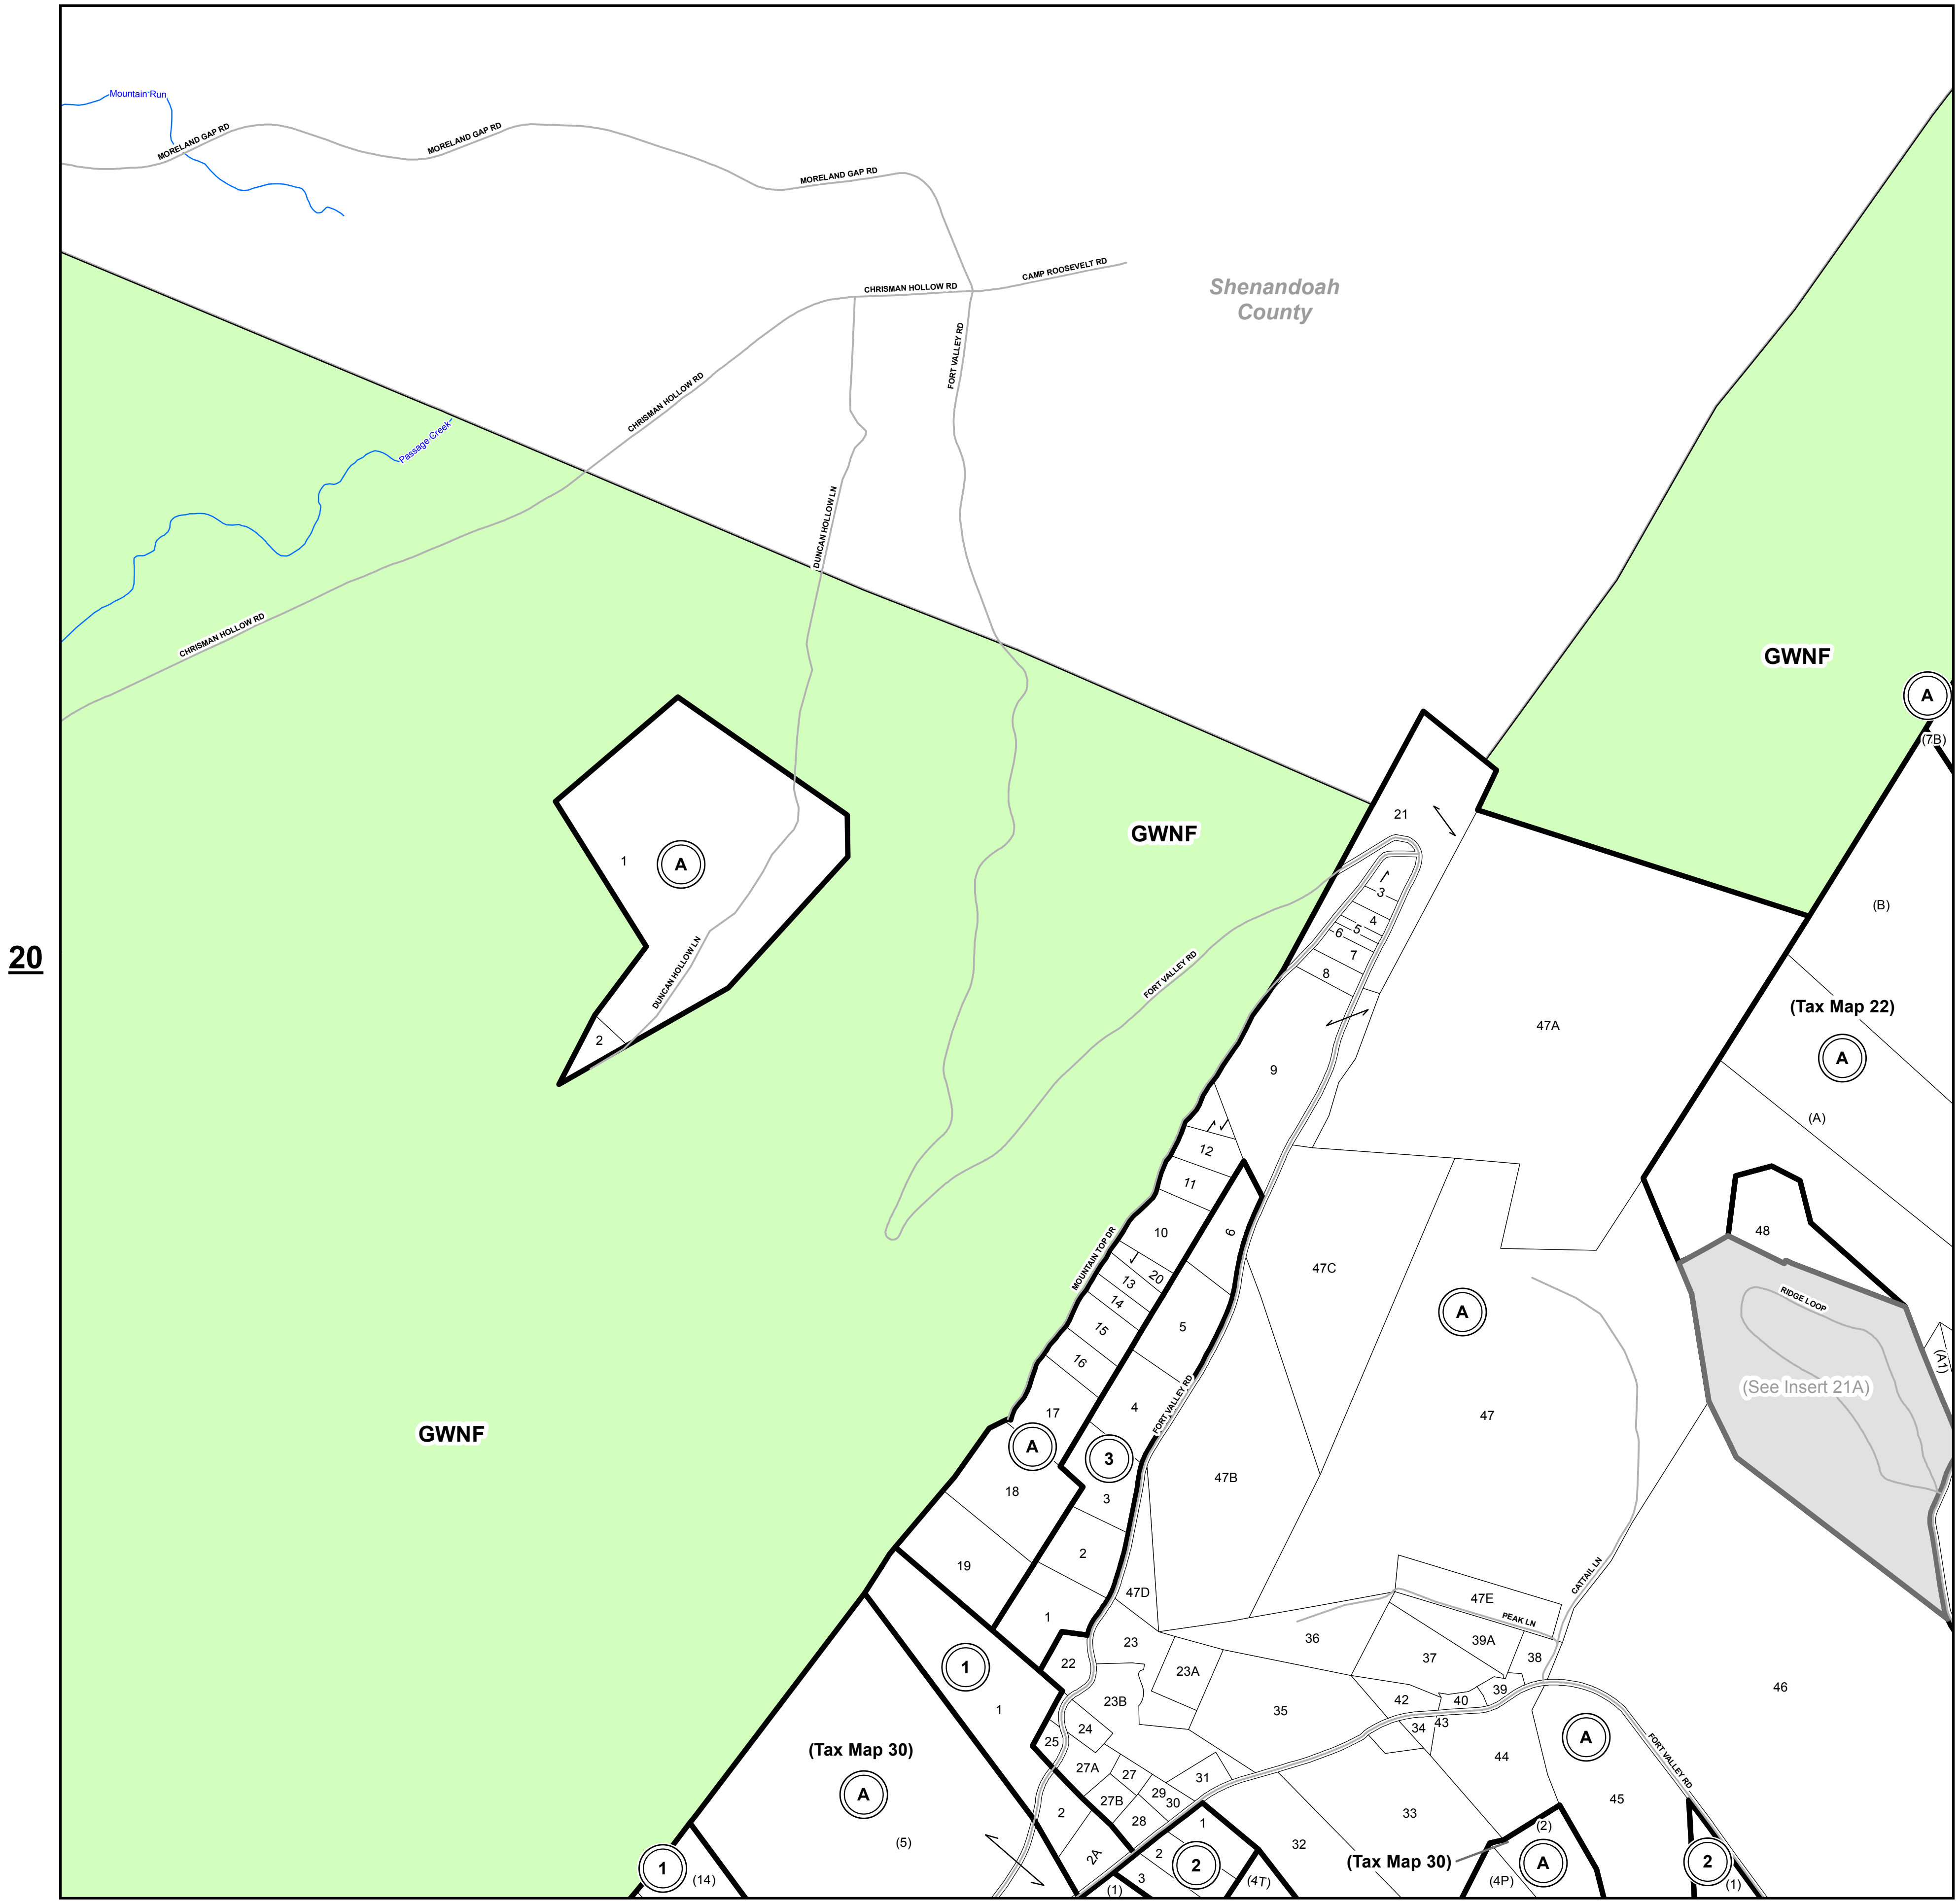 Mountain Run
MORELAND GAP RD
MORELAND GAP RD
MORELAND GAP RD
CHRISMAN HOLLOW RD
CAMP ROOSEVELT RD
Shenandoah
County
FORT VALLEY RD
CHRISMAN HOLLOW RD
Passage Creek
DUNCAN HOLLOW LN
CHRISMAN HOLLOW RD
GWNF
A
(7B)
21
GWNF
1
A
3
4
5
6
7
8
(B)
20
DUNCAN HOLLOW LN
FORT VALLEY RD
2
(Tax Map 22)
A
47A
9
(A)
12
11
10
6
48
MOUNTAIN TOP DR
20
13
14
15
16
47C
A
5
RIDGE LOOP
(A1)
(See Insert 21A)
4
FORT VALLEY RD
17
47
GWNF
A
3
47B
18
3
2
19
47D
CATTAIL LN
47E
PEAK LN
1
23
36
39A
37
38
22
23A
1
39
46
23B
42
40
35
1
43
34
24
A
25
44
(Tax Map 30)
FORT VALLEY RD
27A
27
31
A
27B
29
30
45
2
28
33
1
(2)
(5)
32
2A
2
2
(Tax Map 30)
A
2
1
(14)
3
(4T)
(4P)
(1)
(1)